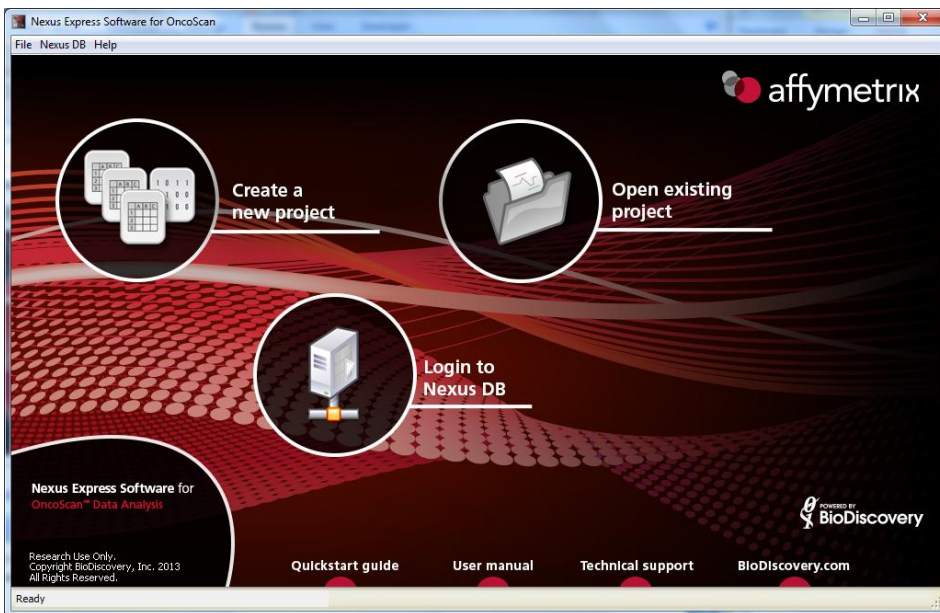 Nexus Express Software for OncoScan
File Nexus DB Help
affymetrix
Create a
new project
Open existing
project
Login to
Nexus DB
Nexus Express Software for
OncoScan™ Data Analysis
POWERED BY
BioDiscovery
Research Use Only.
Copyright BioDiscovery, Inc. 2013
All Rights Reserved.
Quickstart guide
User manual
Technical support
BioDiscovery.com
Ready